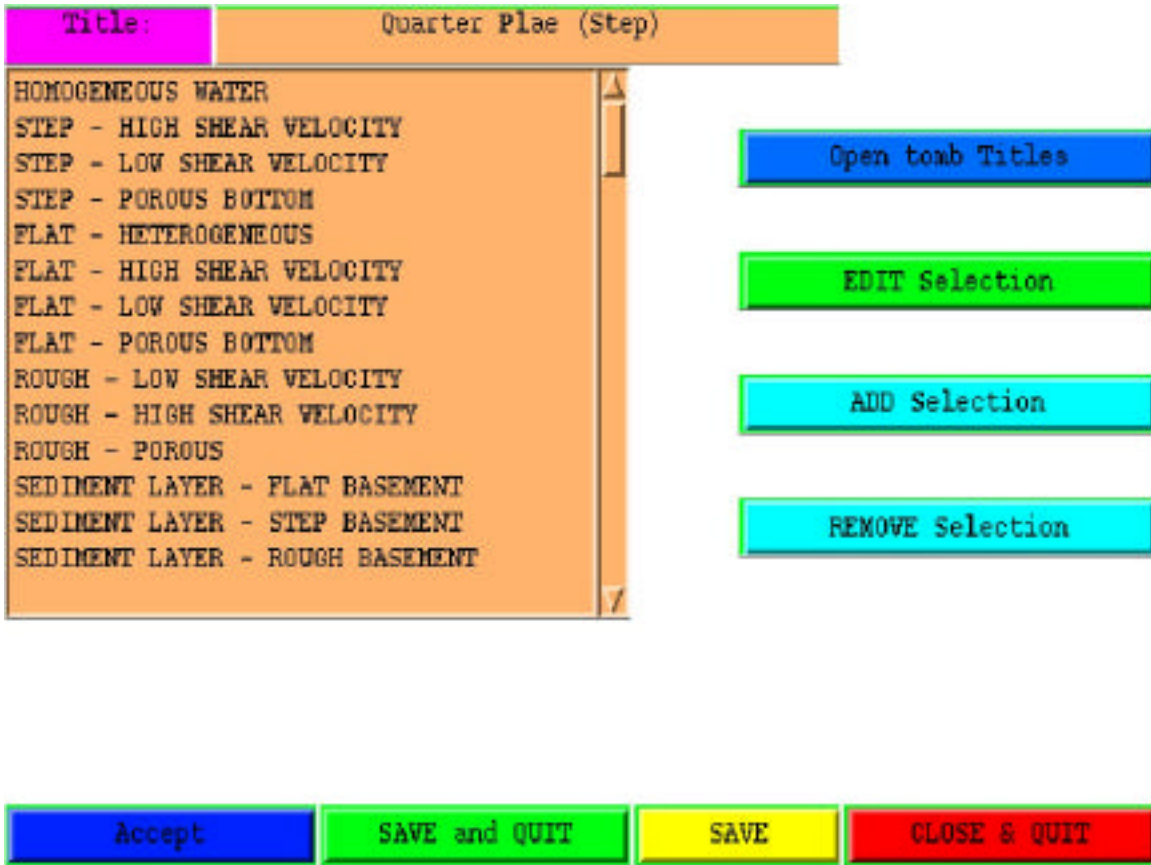 Title: Quarter Plae (Step)
HOMOGENEOUS WATER
STEP - HIGH SHEAR VELOCITY
STEP - LOW SHEAR VELOCITY
STEP - POROUS BOTTOM
FLAT - HETEROGENEOUS
FLAT - HIGH SHEAR VELOCITY
FLAT - LOW SHEAR VELOCITY
FLAT - POROUS BOTTOM
ROUGH - LOW SHEAR VELOCITY
ROUGH - HIGH SHEAR VELOCITY
ROUGH - POROUS
SEDIMENT LAYER - FLAT BASEMENT
SEDIMENT LAYER - STEP BASEMENT
SEDIMENT LAYER - ROUGH BASEMENT
Open tomb Titles
EDIT Selection
ADD Selection
REMOVE Selection
Accept
SAVE and QUIT
SAVE
CLOSE & QUIT